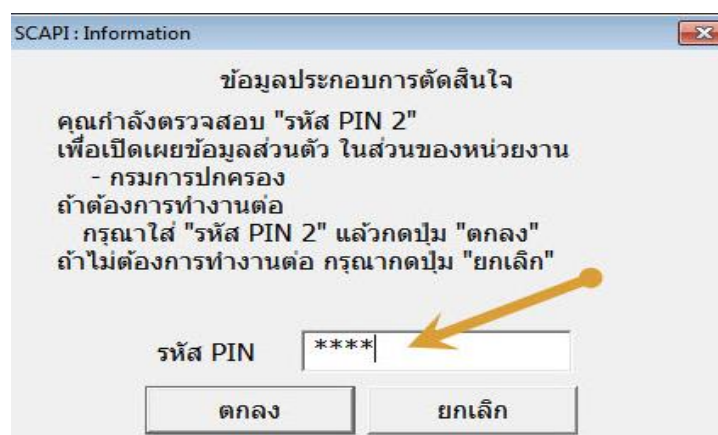 SCAPI : Information
ข้อมูลประกอบการตัดสินใจ
คุณกำลังตรวจสอบ "รหัส PIN 2"
เพื่อเปิดเผยข้อมูลส่วนตัว ในส่วนของหน่วยงาน
- กรมการปกครอง
ถ้าต้องการทำงานต่อ
กรุณาใส่ "รหัส PIN 2" แล้วกดปุ่ม "ตกลง"
ถ้าไม่ต้องการทำงานต่อ กรุณากดปุ่ม "ยกเลิก"
รหัส PIN ****
ตกลง ยกเลิก